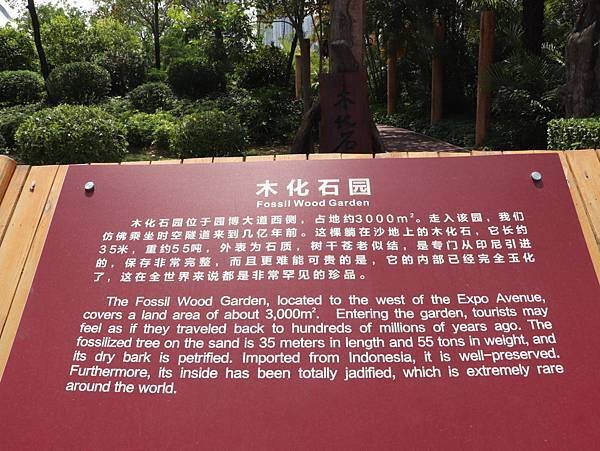 木化石
木化石园
Fossil Wood Garden
木化石园位于园博大道西侧，占地约3000m²。走入该园，我们
仿佛乘坐时空隧道来到几亿年前。这棵躺在沙地上的木化石，它长约
35米，重约55吨，外表为石质，树干苍老似结，是专门从印尼引进
的，保存非常完整，而且更难能可贵的是，它的内部已经完全玉化
了，这在全世界来说都是非常罕见的珍品。
The Fossil Wood Garden, located to the west of the Expo Avenue,
covers a land area of about 3,000m². Entering the garden, tourists may
feel as if they traveled back to hundreds of millions of years ago. The
fossilized tree on the sand is 35 meters in length and 55 tons in weight, and
its dry bark is petrified. Imported from Indonesia, it is well-preserved.
Furthermore, its inside has been totally jadified, which is extremely rare
around the world.